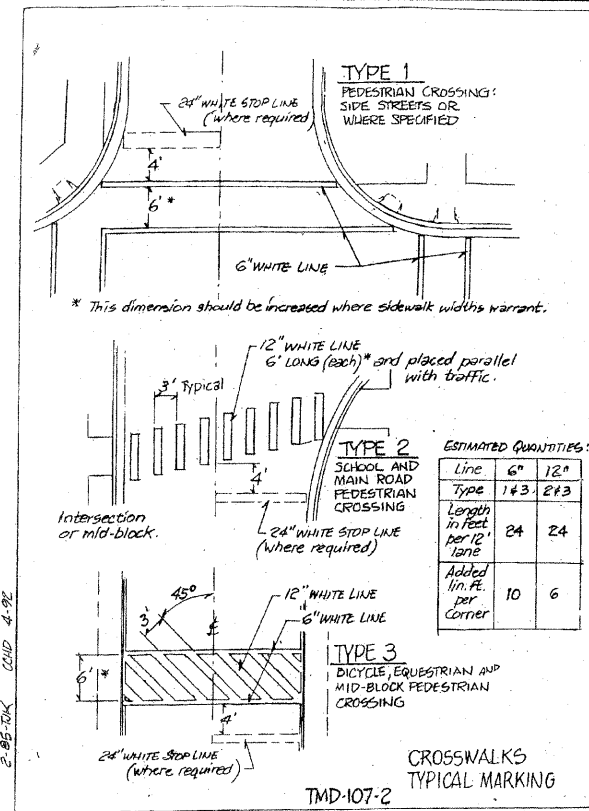 TYPE 1
PEDESTRIAN CROSSING:
SIDE STREETS OR
WHERE SPECIFIED
24" WHITE STOP LINE
(where required)
4'
6' *
6" WHITE LINE
* This dimension should be increased where sidewalk widths warrant.
12" WHITE LINE
6' LONG (each)* and placed parallel
with traffic.
3' Typical
TYPE 2
SCHOOL AND
MAIN ROAD
PEDESTRIAN
CROSSING
4'
24" WHITE STOP LINE
(where required)
Intersection
or mid-block.
ESTIMATED QUANTITIES:
Line 6" 12"
Type 1&3 2&3
Length
in feet
per 12'
lane
24 24
Added
lin. ft.
per
Corner
10 6
45°
3'
℄
12" WHITE LINE
6" WHITE LINE
6' *
4'
TYPE 3
BICYCLE, EQUESTRIAN AND
MID-BLOCK PEDESTRIAN
CROSSING
24" WHITE STOP LINE
(where required)
CROSSWALKS
TYPICAL MARKING
TMD-107-2
4-92